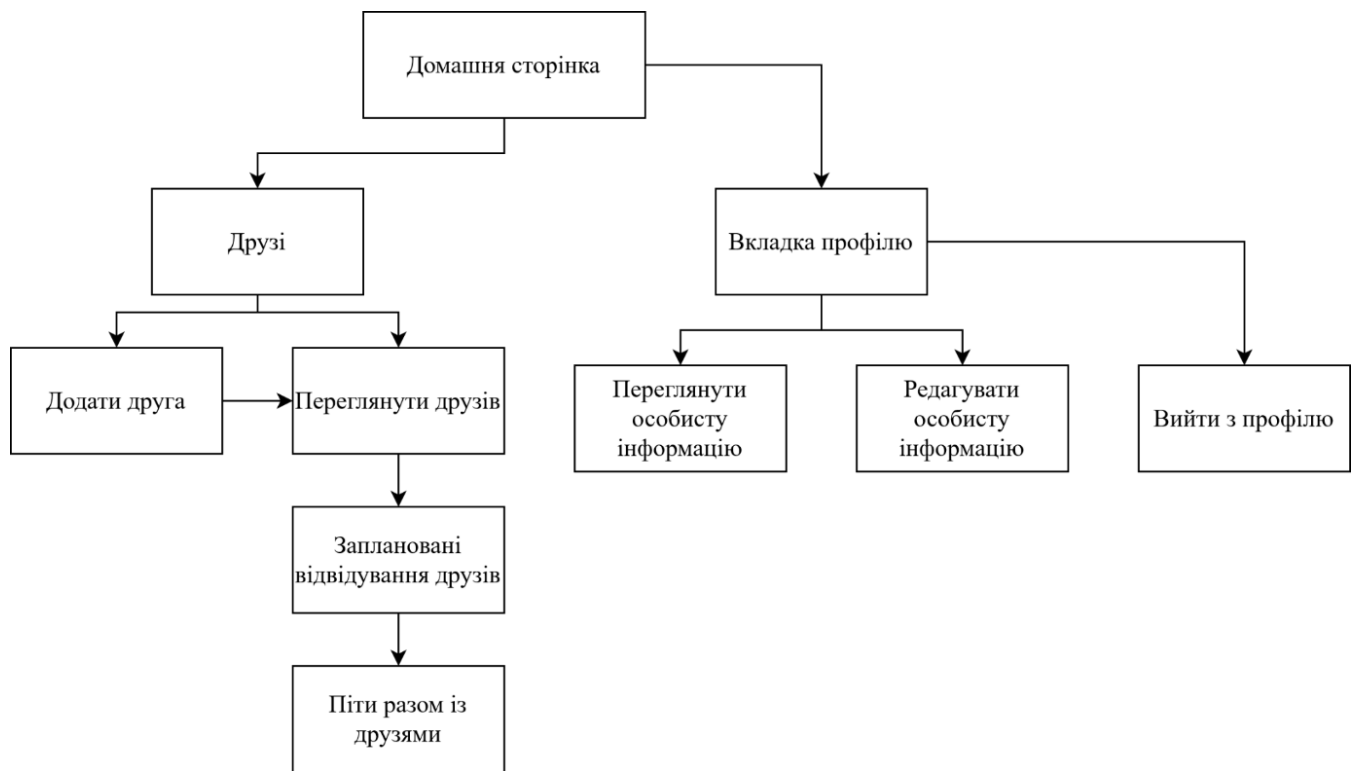 Домашня сторінка
Друзі
Вкладка профілю
Додати друга
Переглянути друзів
Переглянути
особисту
інформацію
Редагувати
особисту
інформацію
Вийти з профілю
Заплановані
відвідування друзів
Піти разом із
друзями